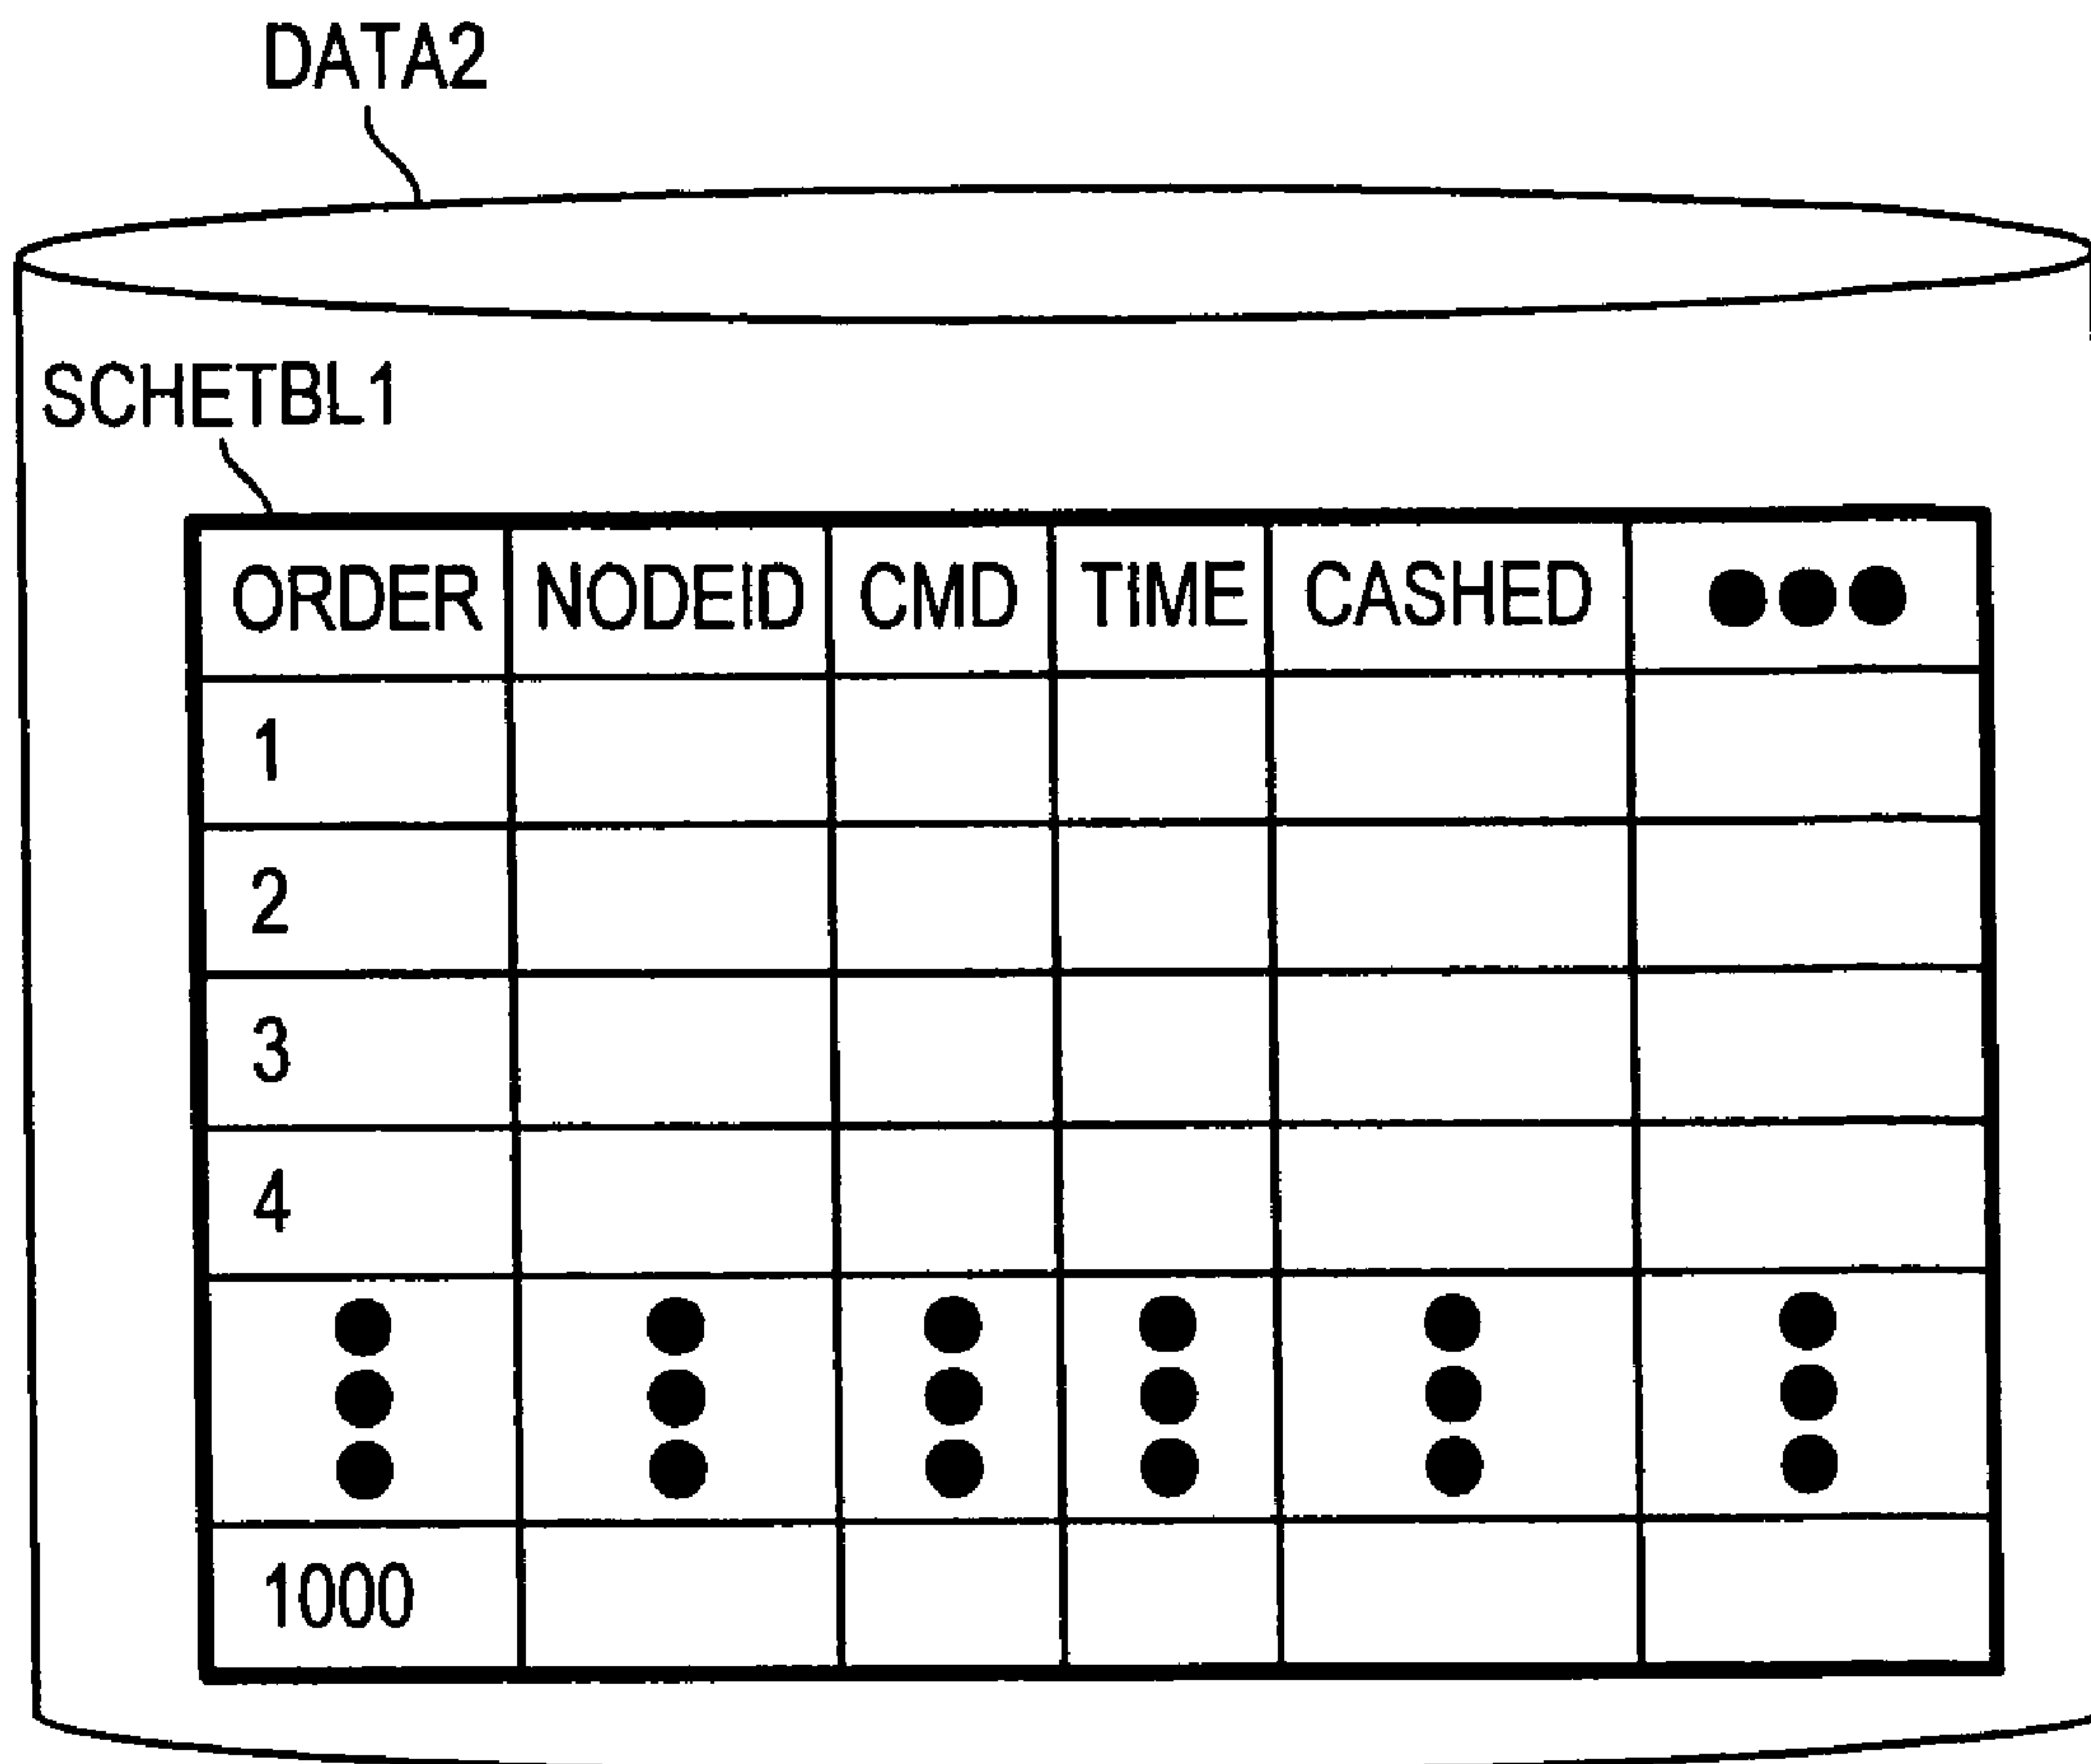 DATA2
SCHETBL1
ORDER NODEID CMD TIME CASHED ●●●
1
2
3
4
1000